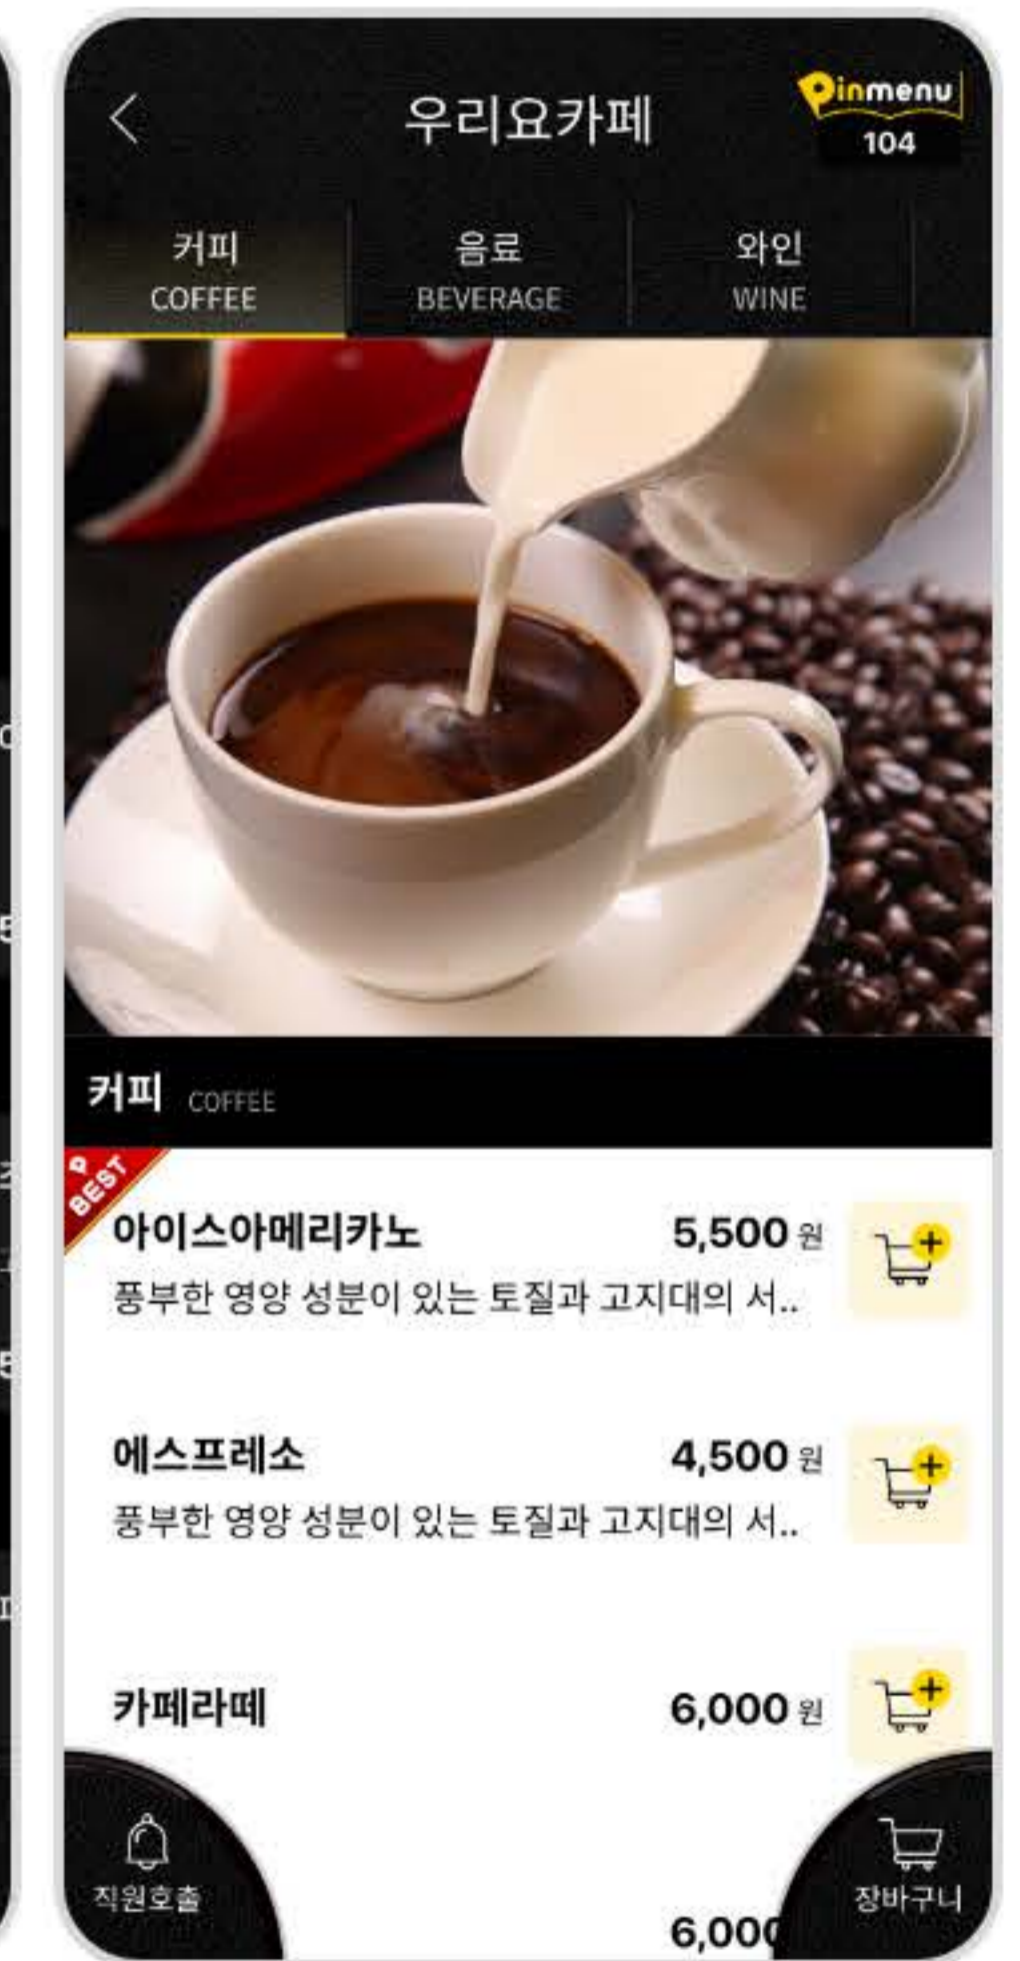 우리요카페
Pinmenu
104
커피
COFFEE
음료
BEVERAGE
와인
WINE
커피 COFFEE
BEST
아이스아메리카노 5,500 원
풍부한 영양 성분이 있는 토질과 고지대의 서..
에스프레소 4,500 원
풍부한 영양 성분이 있는 토질과 고지대의 서..
카페라떼 6,000 원
직원호출
장바구니